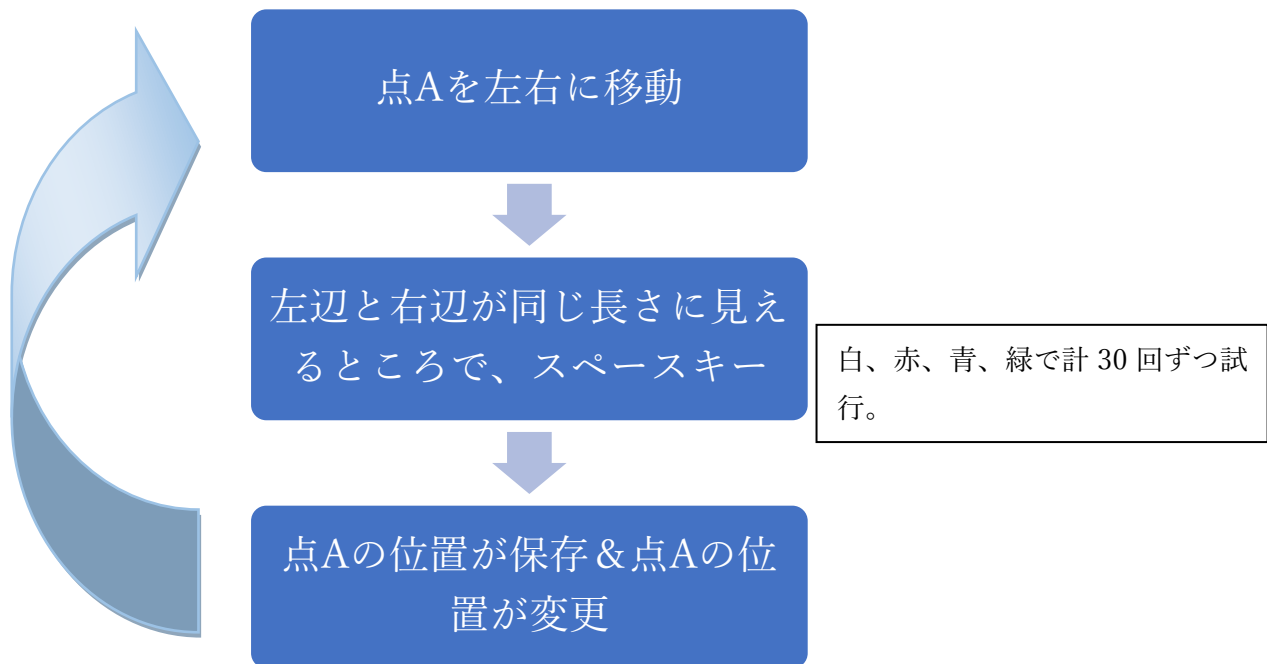 点Aを左右に移動
左辺と右辺が同じ長さに見え
るところで、スペースキー
白、赤、青、緑で計 30 回ずつ試
行。
点Aの位置が保存＆点Aの位
置が変更